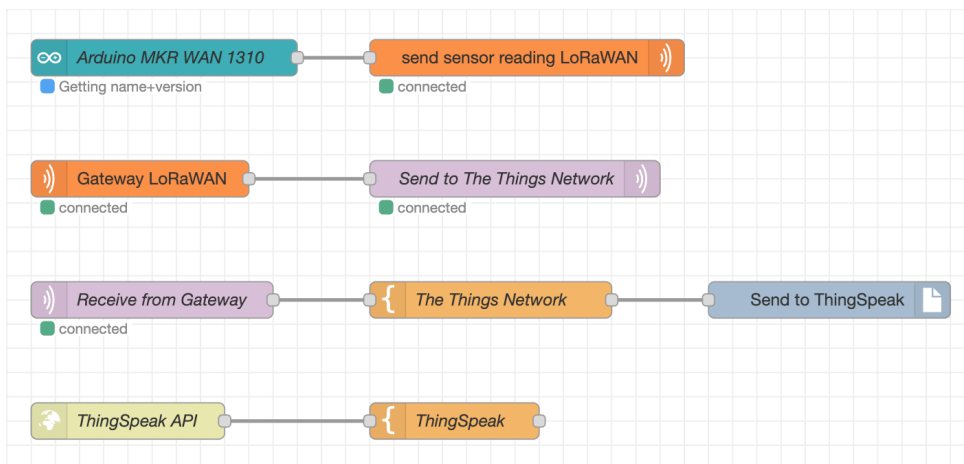 Arduino MKR WAN 1310
send sensor reading LoRaWAN
Getting name+version
connected
Gateway LoRaWAN
Send to The Things Network
connected
connected
Receive from Gateway
The Things Network
Send to ThingSpeak
connected
ThingSpeak API
ThingSpeak